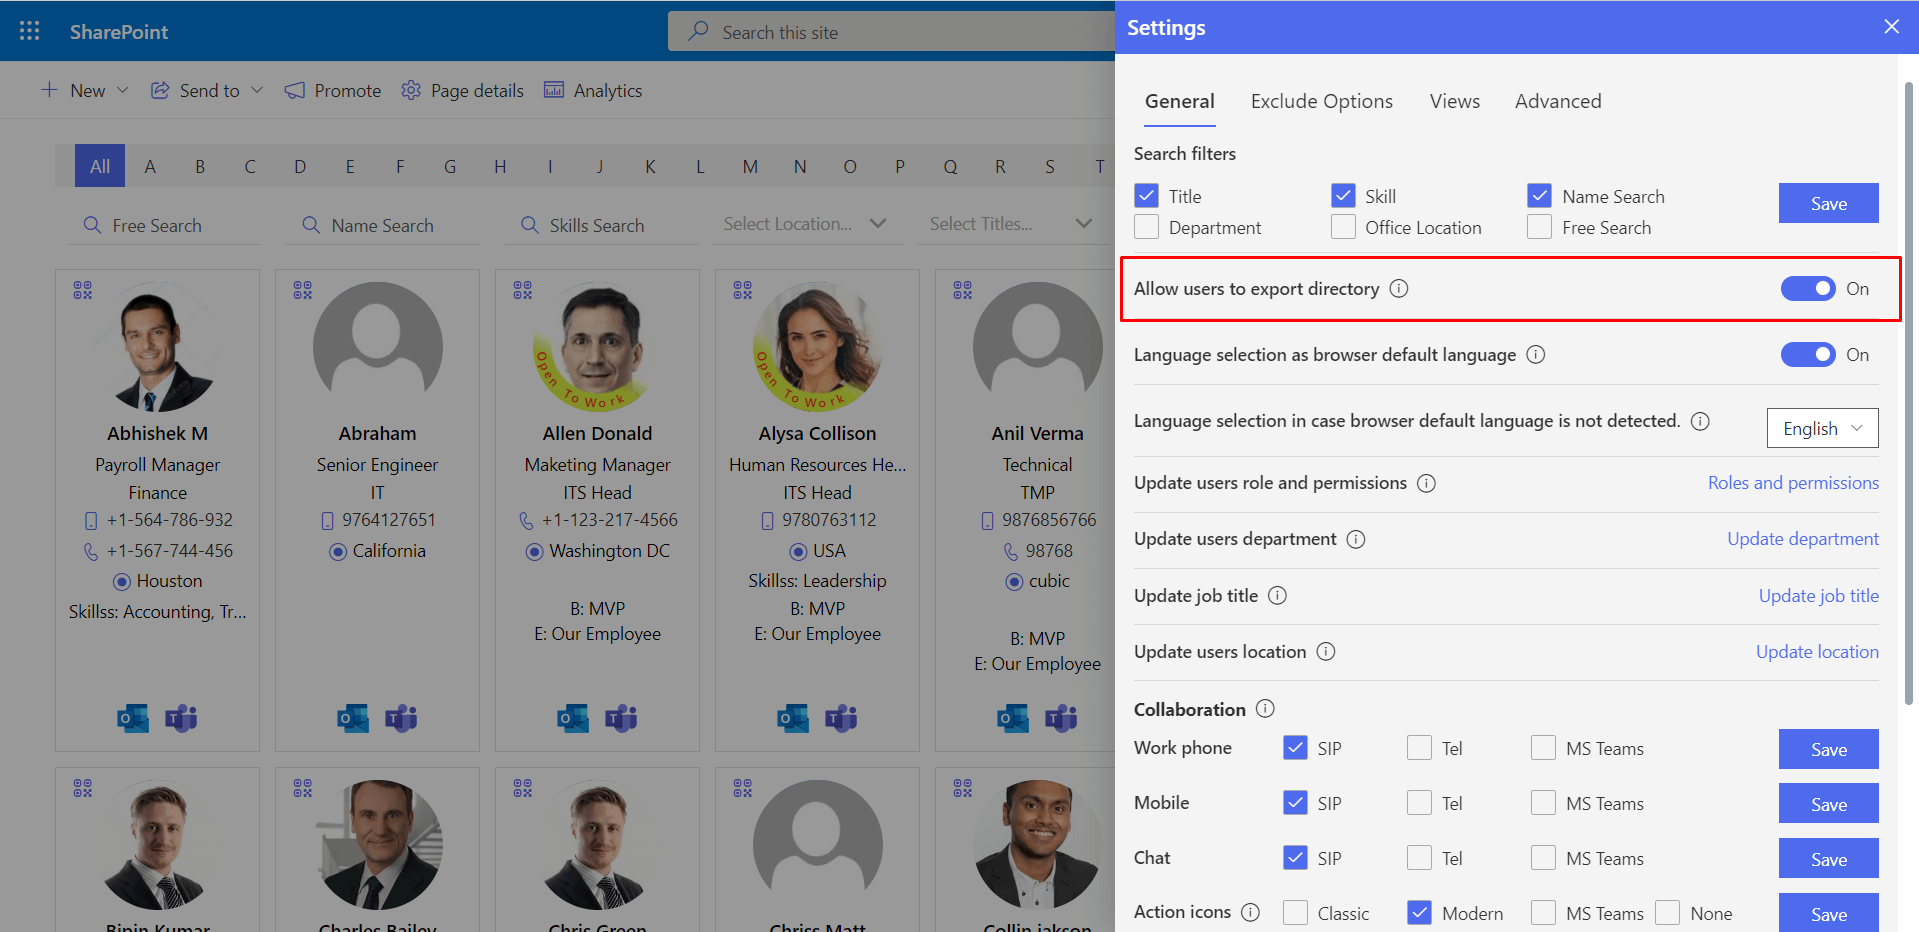 SharePoint
Search this site
New
Send to
Promote
Page details
Analytics
All A B C D E F G H I J K L M N O P Q R S T
Free Search
Name Search
Skills Search
Select Location...
Select Titles...
Abhishek M
Payroll Manager
Finance
+1-564-786-932
+1-567-744-456
Houston
Skillss: Accounting, Tr...
Abraham
Senior Engineer
IT
9764127651
California
Open To Work
Allen Donald
Maketing Manager
ITS Head
+1-123-217-4566
Washington DC
B: MVP
E: Our Employee
Open To Work
Alysa Collison
Human Resources He...
ITS Head
9780763112
USA
Skillss: Leadership
B: MVP
E: Our Employee
Anil Verma
Technical
TMP
9876856766
98768
cubic
B: MVP
E: Our Employee
Bipin Kumar
Charles Bailey
Chris Green
Chriss Matt
Collin jakson
Settings
General
Exclude Options
Views
Advanced
Search filters
Title
Skill
Name Search
Department
Office Location
Free Search
Save
Allow users to export directory
On
Language selection as browser default language
On
Language selection in case browser default language is not detected.
English
Update users role and permissions
Roles and permissions
Update users department
Update department
Update job title
Update job title
Update users location
Update location
Collaboration
Work phone
SIP
Tel
MS Teams
Save
Mobile
SIP
Tel
MS Teams
Save
Chat
SIP
Tel
MS Teams
Save
Action icons
Classic
Modern
MS Teams
None
Save